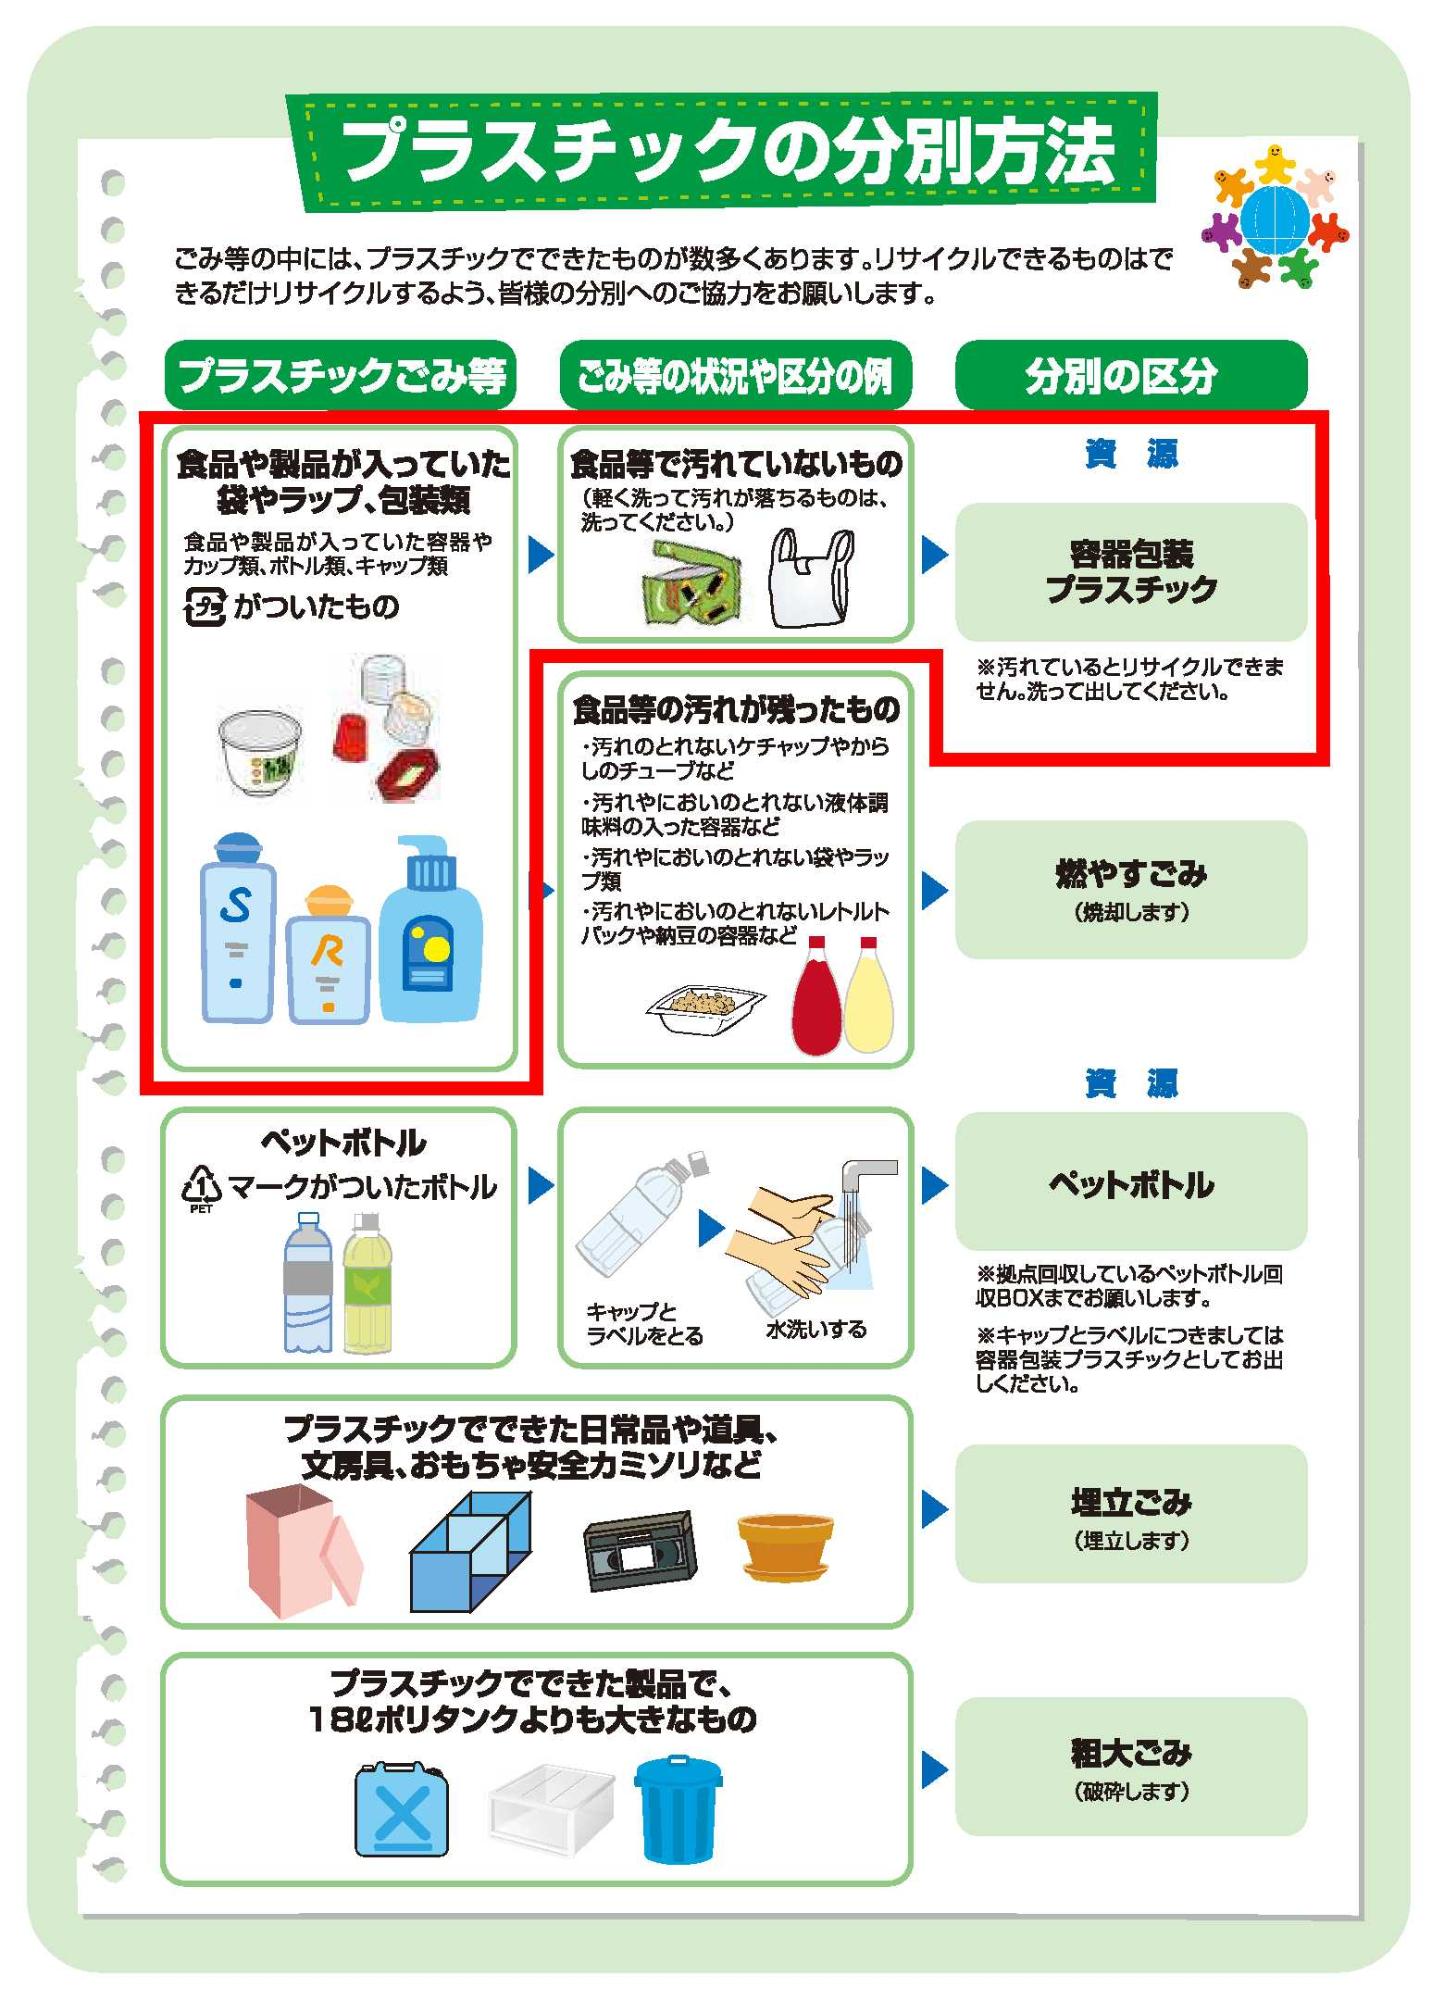 プラスチックの分別方法
ごみ等の中には、プラスチックでできたものが数多くあります。リサイクルできるものはで
きるだけリサイクルするよう、皆様の分別へのご協力をお願いします。
プラスチックごみ等
ごみ等の状況や区分の例
分別の区分
食品や製品が入っていた
袋やラップ、包装類
食品や製品が入っていた容器や
カップ類、ボトル類、キャップ類
プラ がついたもの
S
R
食品等で汚れていないもの
（軽く洗って汚れが落ちるものは、
洗ってください。）
資 源
容器包装
プラスチック
※汚れているとリサイクルできま
せん。洗って出してください。
食品等の汚れが残ったもの
・汚れのとれないケチャップやから
しのチューブなど
・汚れやにおいのとれない液体調
味料の入った容器など
・汚れやにおいのとれない袋やラッ
プ類
・汚れやにおいのとれないレトルト
パックや納豆の容器など
燃やすごみ
（焼却します）
ペットボトル
1 マークがついたボトル
PET
キャップと
ラベルをとる
水洗いする
資 源
ペットボトル
※拠点回収しているペットボトル回
収BOXまでお願いします。
※キャップとラベルにつきましては
容器包装プラスチックとしてお出
しください。
プラスチックでできた日常品や道具、
文房具、おもちゃ安全カミソリなど
埋立ごみ
（埋立します）
プラスチックでできた製品で、
18ℓポリタンクよりも大きなもの
粗大ごみ
（破砕します）